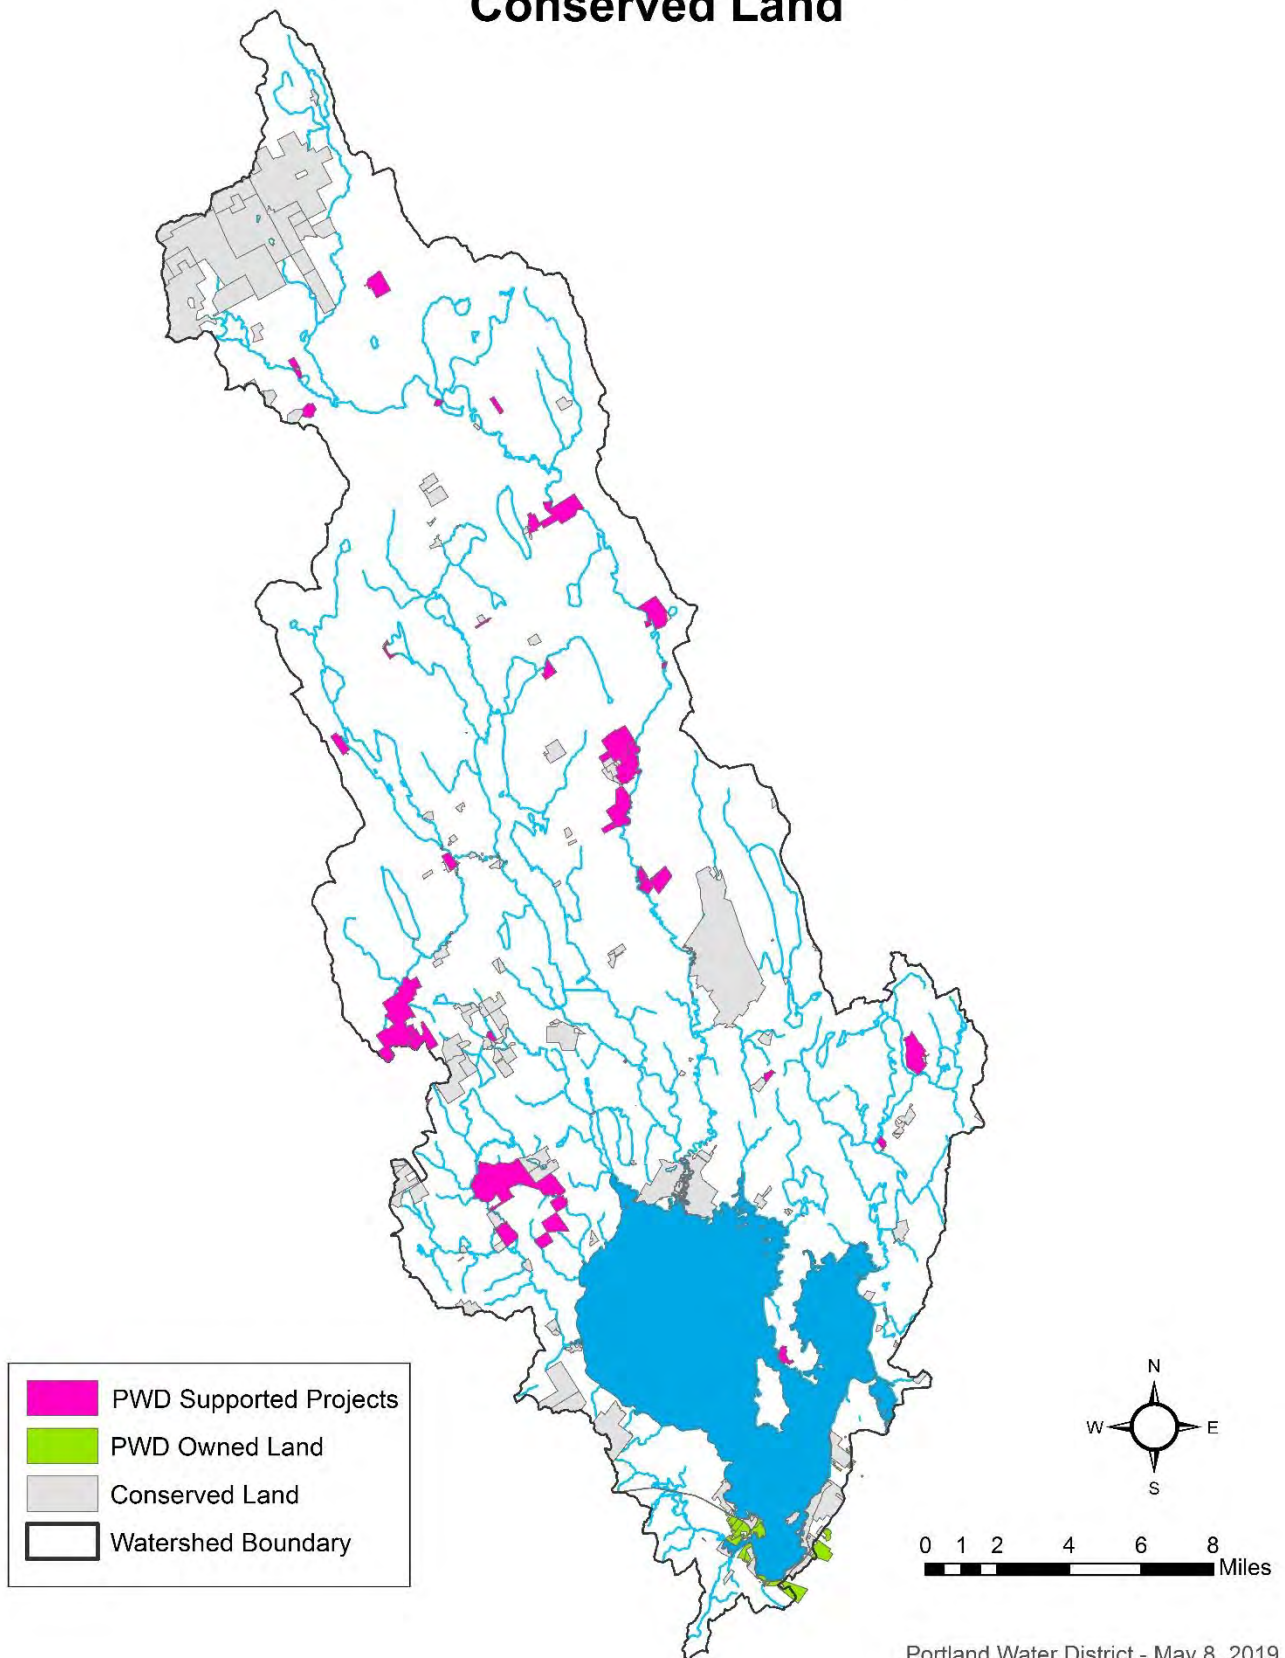 Conserved Land
PWD Supported Projects
PWD Owned Land
Conserved Land
Watershed Boundary
N
W E
S
0 1 2 4 6 8
Miles
Portland Water District - May 8, 2019